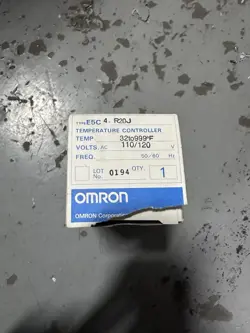 TYPE E5C 4- R20J
TEMPERATURE CONTROLLER
TEMP. 32to999°F
VOLTS. AC 110/120 V
FREQ. 50/60 Hz
LOT No. 0194 QTY. 1
OMRON
OMRON Corporation